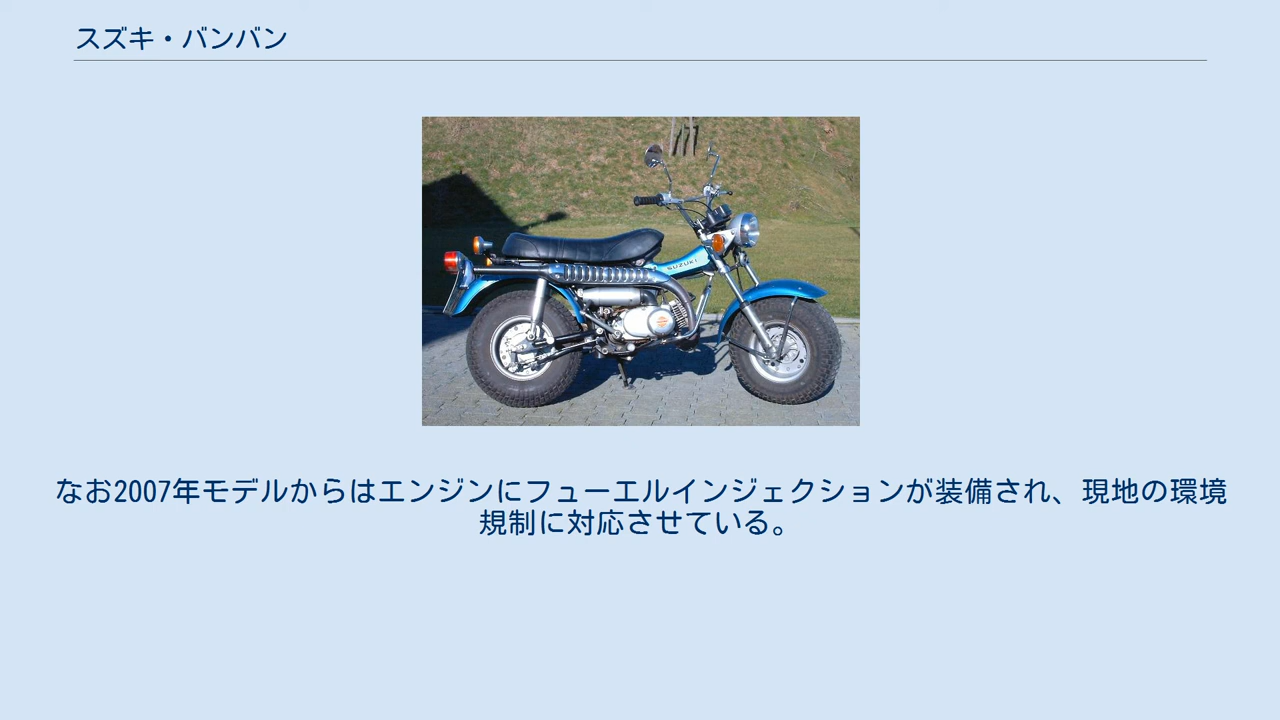 スズキ・バンバン
SUZUKI
なお2007年モデルからはエンジンにフューエルインジェクションが装備され、現地の環境
規制に対応させている。